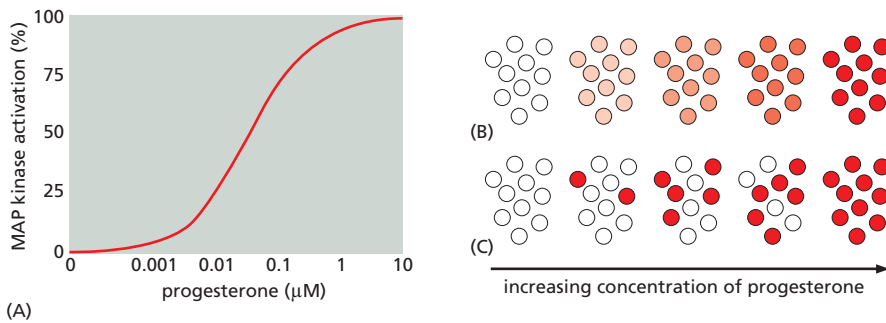 100
75
50
25
0
MAP kinase activation (%)
0 0.001 0.01 0.1 1 10
progesterone (μM)
(A)
(B)
(C)
increasing concentration of progesterone